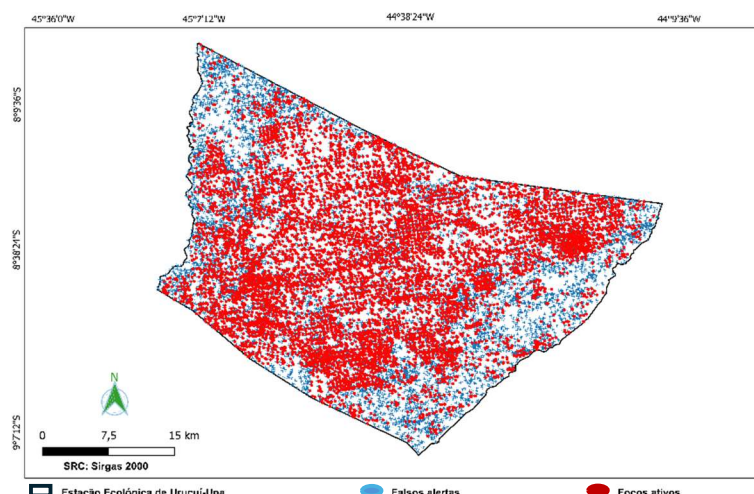 45°36'0"W 45°7'12"W 44°38'24"W 44°9'36"W
8°9'36"S
8°38'24"S
9°7'12"S
N
0 7,5 15 km
SRC: Sirgas 2000
Estação Ecológica de Uruçuí-Una Falsos alertas Focos ativos